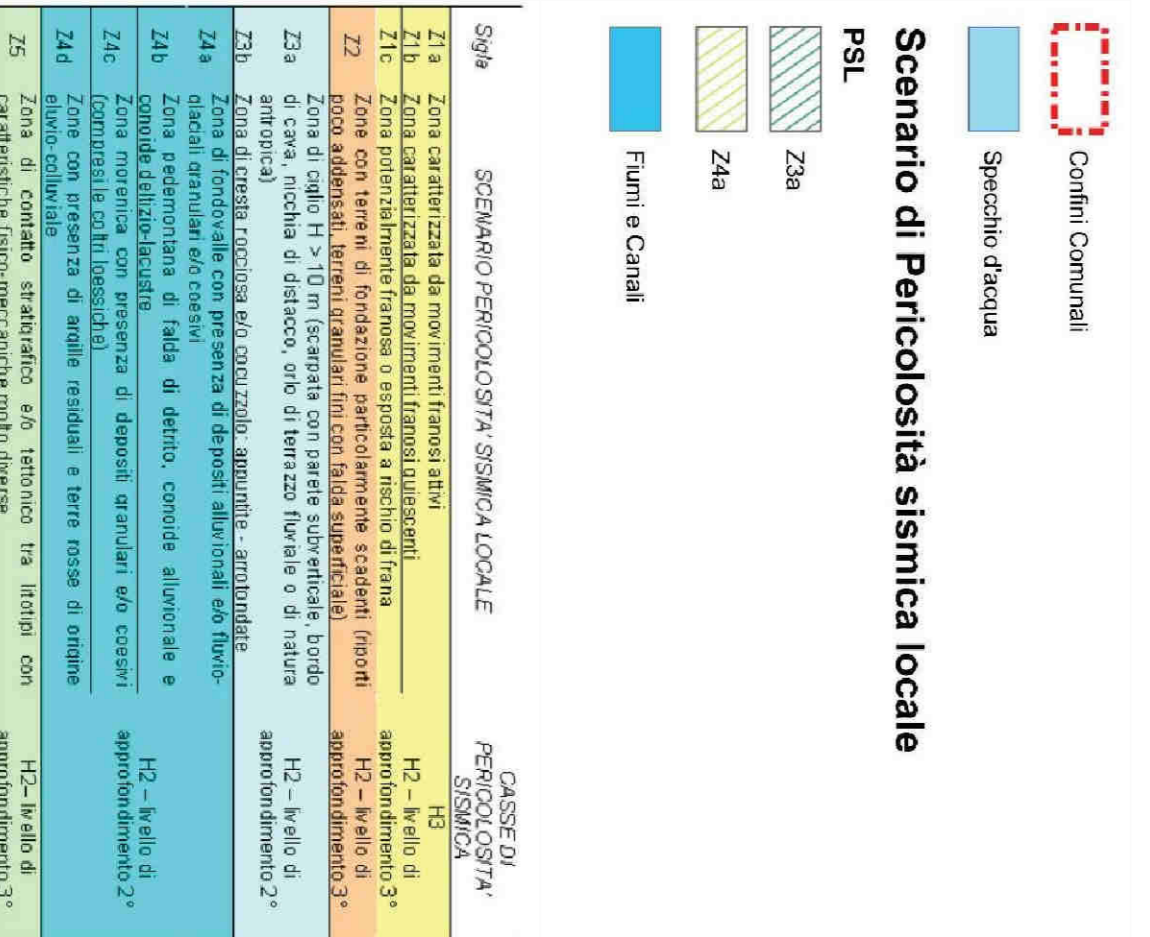 Confini Comunali
Specchio d'acqua
Scenario di Pericolosità sismica locale
PSL
Z3a
Z4a
Fiumi e Canali
Sigla SCENARIO PERICOLOSITA' SISMICA LOCALE CASSE DI
PERICOLOSITA'
SISMICA
Z1a Zona caratterizzata da movimenti franosi attivi H3
Z1b Zona caratterizzata da movimenti franosi quiescenti H2 – livello di
Z1c Zona potenzialmente franosa o esposta a rischio di frana approfondimento 3°
Z2 Zone con terreni di fondazione particolarmente scadenti (riporti H2 – livello di
poco addensati, terreni granulari fini con falda superficiale) approfondimento 3°
Zona di ciglio H > 10 m (scarpata con parete subverticale, bordo
Z3a di cava, nicchia di distacco, orlo di terrazzo fluviale o di natura H2 – livello di
antropica) approfondimento 2°
Z3b Zona di cresta rocciosa e/o cocuzzolo: appuntite - arrotondate
Z4a Zona di fondovalle con presenza di depositi alluvionali e/o fluvio-
glaciali granulari e/o coesivi
Z4b Zona pedemontana di falda di detrito, conoide alluvionale e
conoide deltizio-lacustre H2 – livello di
Z4c Zona morenica con presenza di depositi granulari e/o coesivi approfondimento 2°
(compresi le coltri loessiche)
Z4d Zone con presenza di argille residuali e terre rosse di origine
eluvio-colluviale
Z5 Zona di contatto stratigrafico e/o tettonico tra litotipi con H2– livello di
caratteristiche fisico-meccaniche molto diverse approfondimento 3°